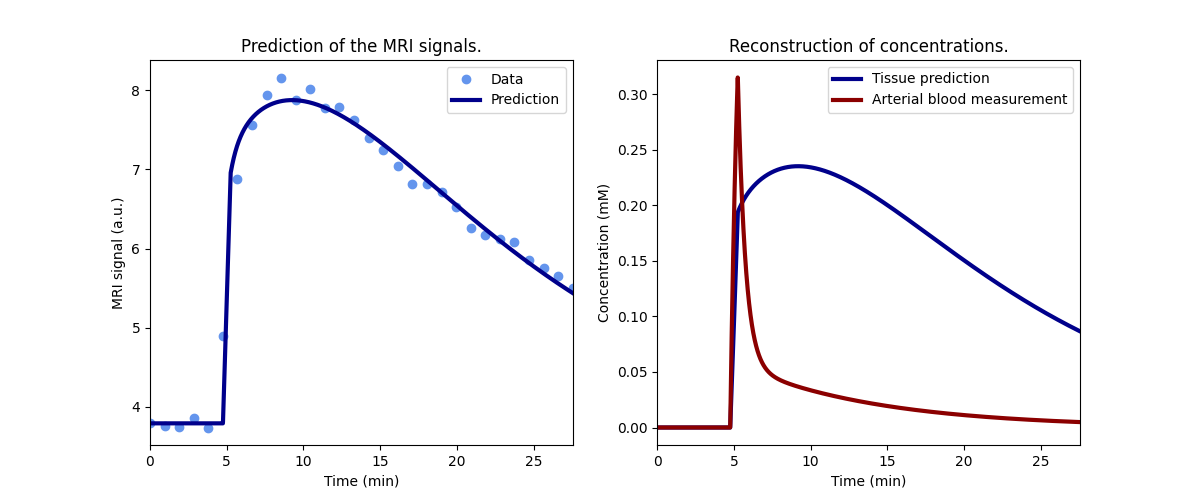 Prediction of the MRI signals.
Data
Prediction
8
7
6
5
4
MRI signal (a.u.)
0
5
10
15
20
25
Time (min)
Reconstruction of concentrations.
Tissue prediction
Arterial blood measurement
0.30
0.25
0.20
0.15
0.10
0.05
0.00
Concentration (mM)
0
5
10
15
20
25
Time (min)